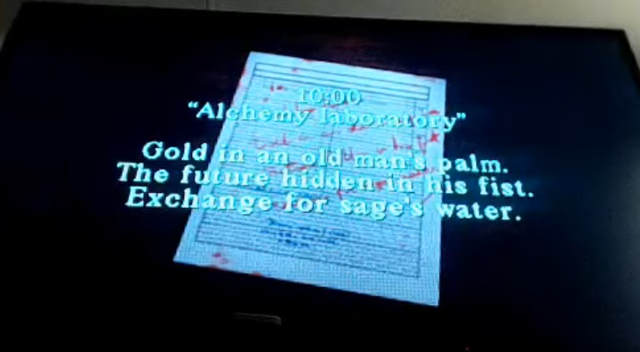 10:00
“Alchemy laboratory”
Gold in an old man's palm.
The future hidden in his fist.
Exchange for sage's water.